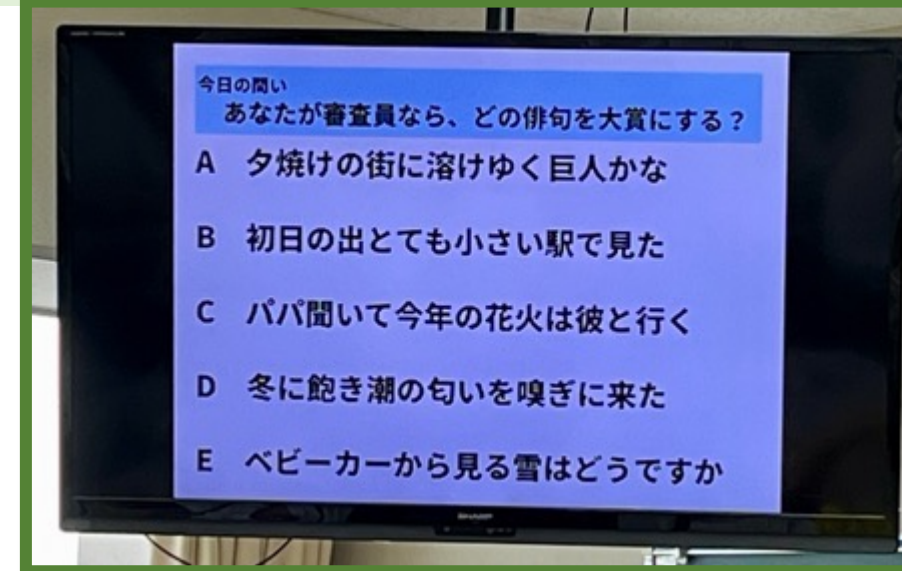 今日の問い
あなたが審査員なら、どの俳句を大賞にする？
A 夕焼けの街に溶けゆく巨人かな
B 初日の出とても小さい駅で見た
C パパ聞いて今年の花火は彼と行く
D 冬に飽き潮の匂いを嗅ぎに来た
E ベビーカーから見る雪はどうですか
SHARP